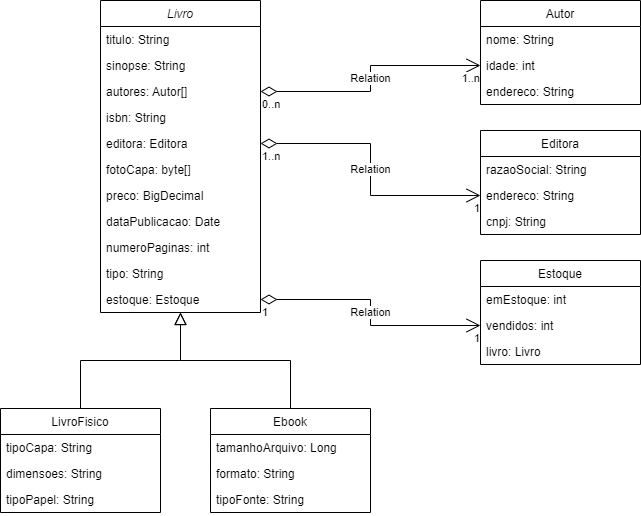 Livro
titulo: String
sinopse: String
autores: Autor[]
isbn: String
editora: Editora
fotoCapa: byte[]
preco: BigDecimal
dataPublicacao: Date
numeroPaginas: int
tipo: String
estoque: Estoque
0..n
Relation
1..n
1..n
Relation
1
1
Relation
1
Autor
nome: String
idade: int
endereco: String
Editora
razaoSocial: String
endereco: String
cnpj: String
Estoque
emEstoque: int
vendidos: int
livro: Livro
LivroFisico
tipoCapa: String
dimensoes: String
tipoPapel: String
Ebook
tamanhoArquivo: Long
formato: String
tipoFonte: String